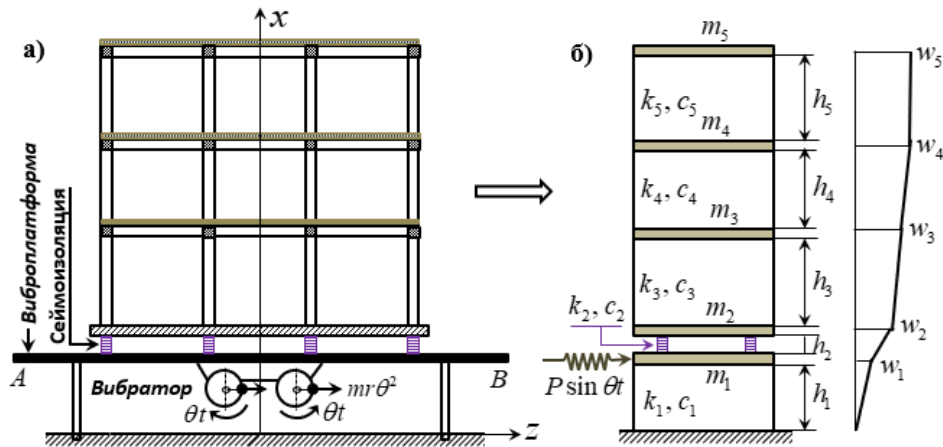 а)
x
Виброплатформа
Сеймоизоляция
A
Вибратор
mrθ²
B
θt
θt
z
б)
m₅
k₅, c₅
m₄
h₅
k₄, c₄
m₃
h₄
k₃, c₃
m₂
h₃
k₂, c₂
h₂
P sin θt
m₁
k₁, c₁
h₁
w₅
w₄
w₃
w₂
w₁